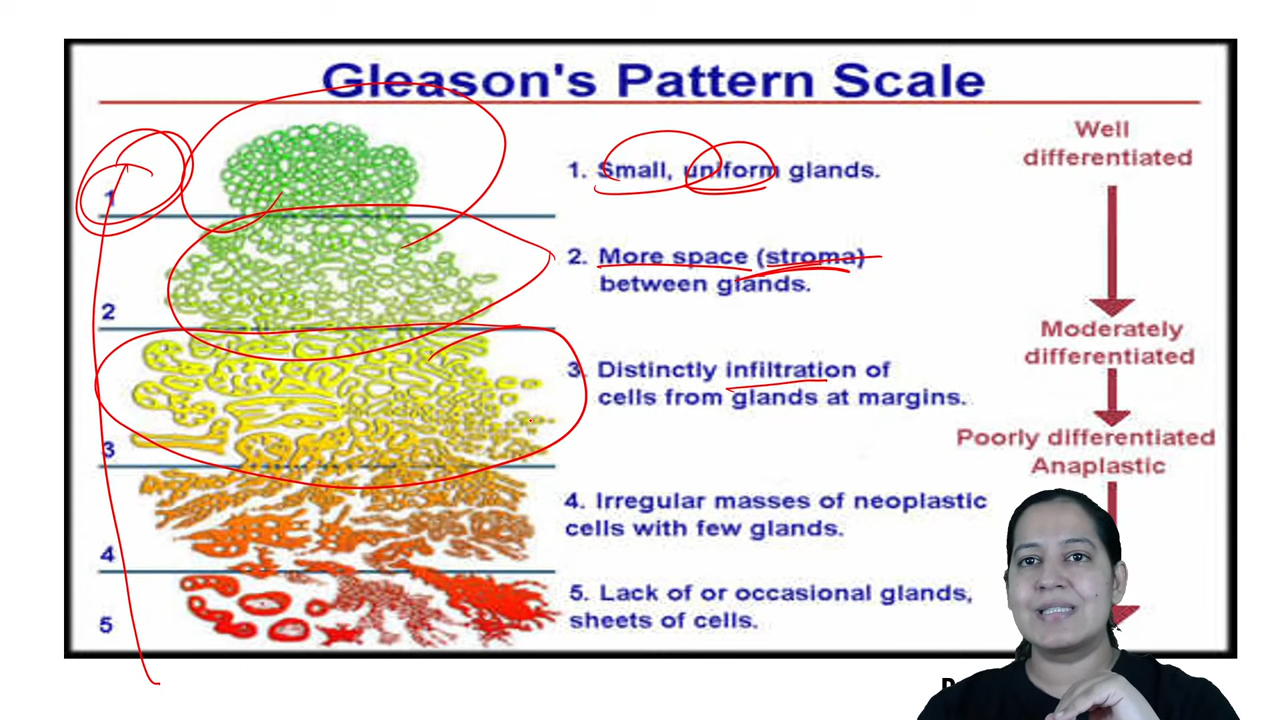 Gleason's Pattern Scale
1
1. Small, uniform glands.
Well
differentiated
2
2. More space (stroma)
between glands.
Moderately
differentiated
3
3. Distinctly infiltration of
cells from glands at margins.
Poorly differentiated
Anaplastic
4
4. Irregular masses of neoplastic
cells with few glands.
5
5. Lack of or occasional glands,
sheets of cells.